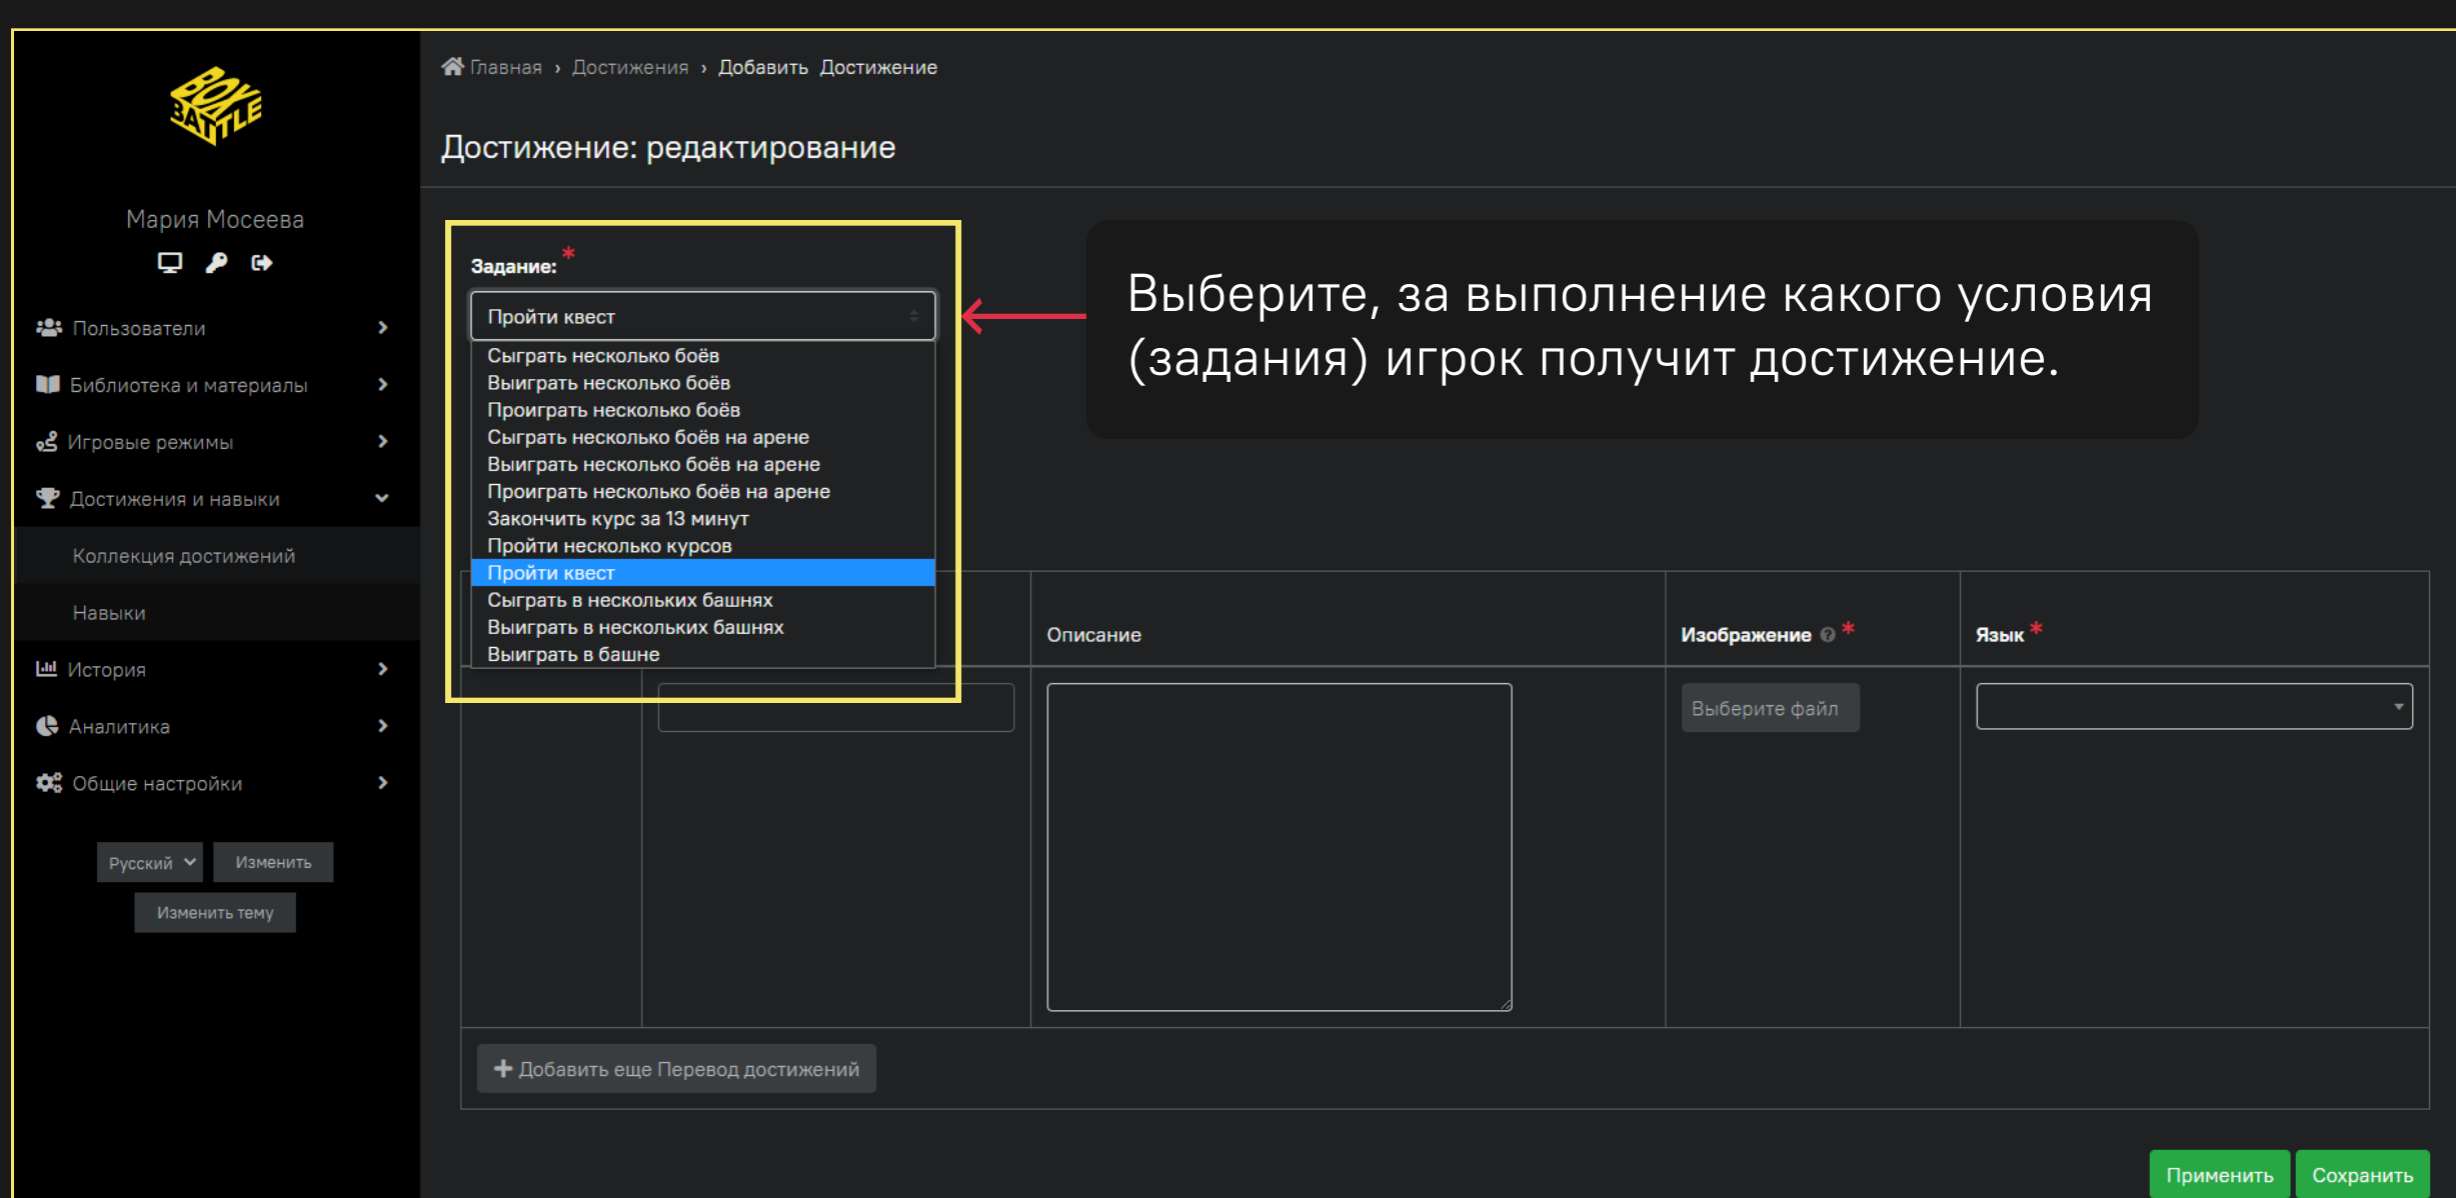 BOX
BATTLE
Мария Мосеева
Пользователи
Библиотека и материалы
Игровые режимы
Достижения и навыки
Коллекция достижений
Навыки
История
Аналитика
Общие настройки
Русский
Изменить
Изменить тему
Главная › Достижения › Добавить Достижение
Достижение: редактирование
Задание: *
Пройти квест
Сыграть несколько боёв
Выиграть несколько боёв
Проиграть несколько боёв
Сыграть несколько боёв на арене
Выиграть несколько боёв на арене
Проиграть несколько боёв на арене
Закончить курс за 13 минут
Пройти несколько курсов
Пройти квест
Сыграть в нескольких башнях
Выиграть в нескольких башнях
Выиграть в башне
Выберите, за выполнение какого условия
(задания) игрок получит достижение.
Описание
Изображение ? *
Язык *
Выберите файл
+ Добавить еще Перевод достижений
Применить
Сохранить